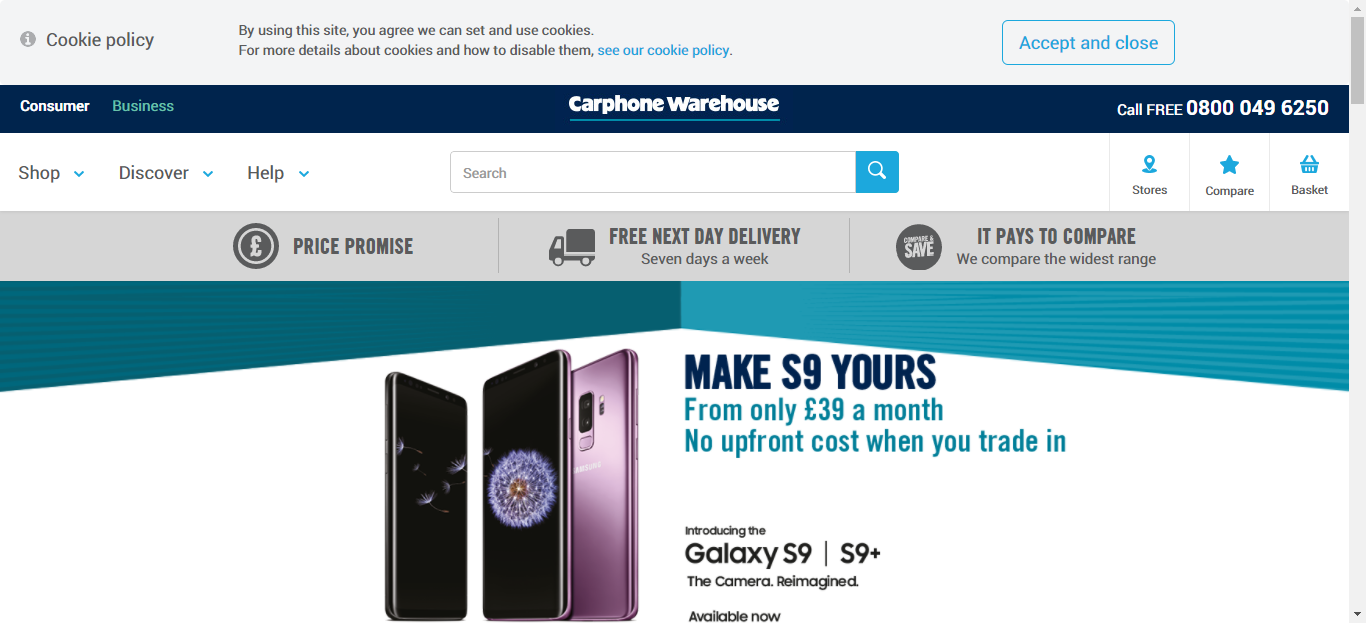 Cookie policy
By using this site, you agree we can set and use cookies.
For more details about cookies and how to disable them, see our cookie policy.
Accept and close
Consumer
Business
Carphone Warehouse
Call FREE 0800 049 6250
Shop
Discover
Help
Search
Stores
Compare
Basket
£
PRICE PROMISE
FREE NEXT DAY DELIVERY
Seven days a week
COMPARE &
SAVE
IT PAYS TO COMPARE
We compare the widest range
MAKE S9 YOURS
From only £39 a month
No upfront cost when you trade in
SAMSUNG
Introducing the
Galaxy S9 | S9+
The Camera. Reimagined.
Available now